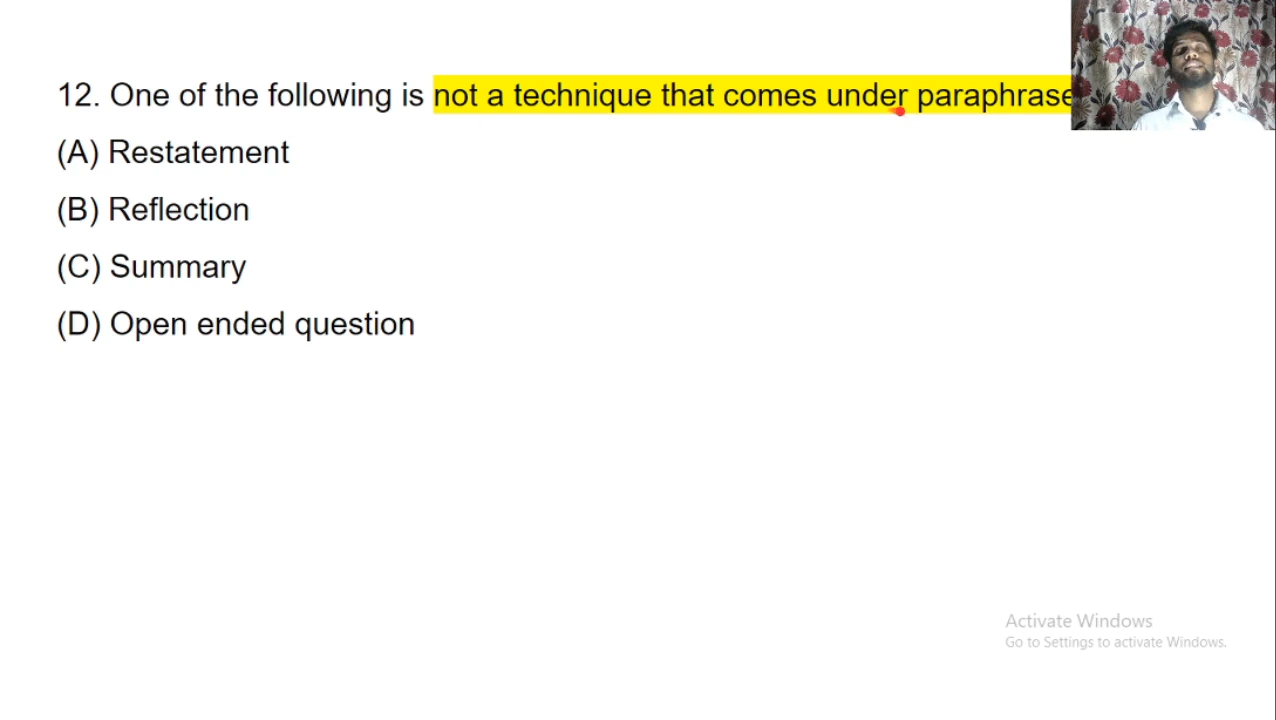 12. One of the following is not a technique that comes under paraphrase
(A) Restatement
(B) Reflection
(C) Summary
(D) Open ended question
Activate Windows
Go to Settings to activate Windows.